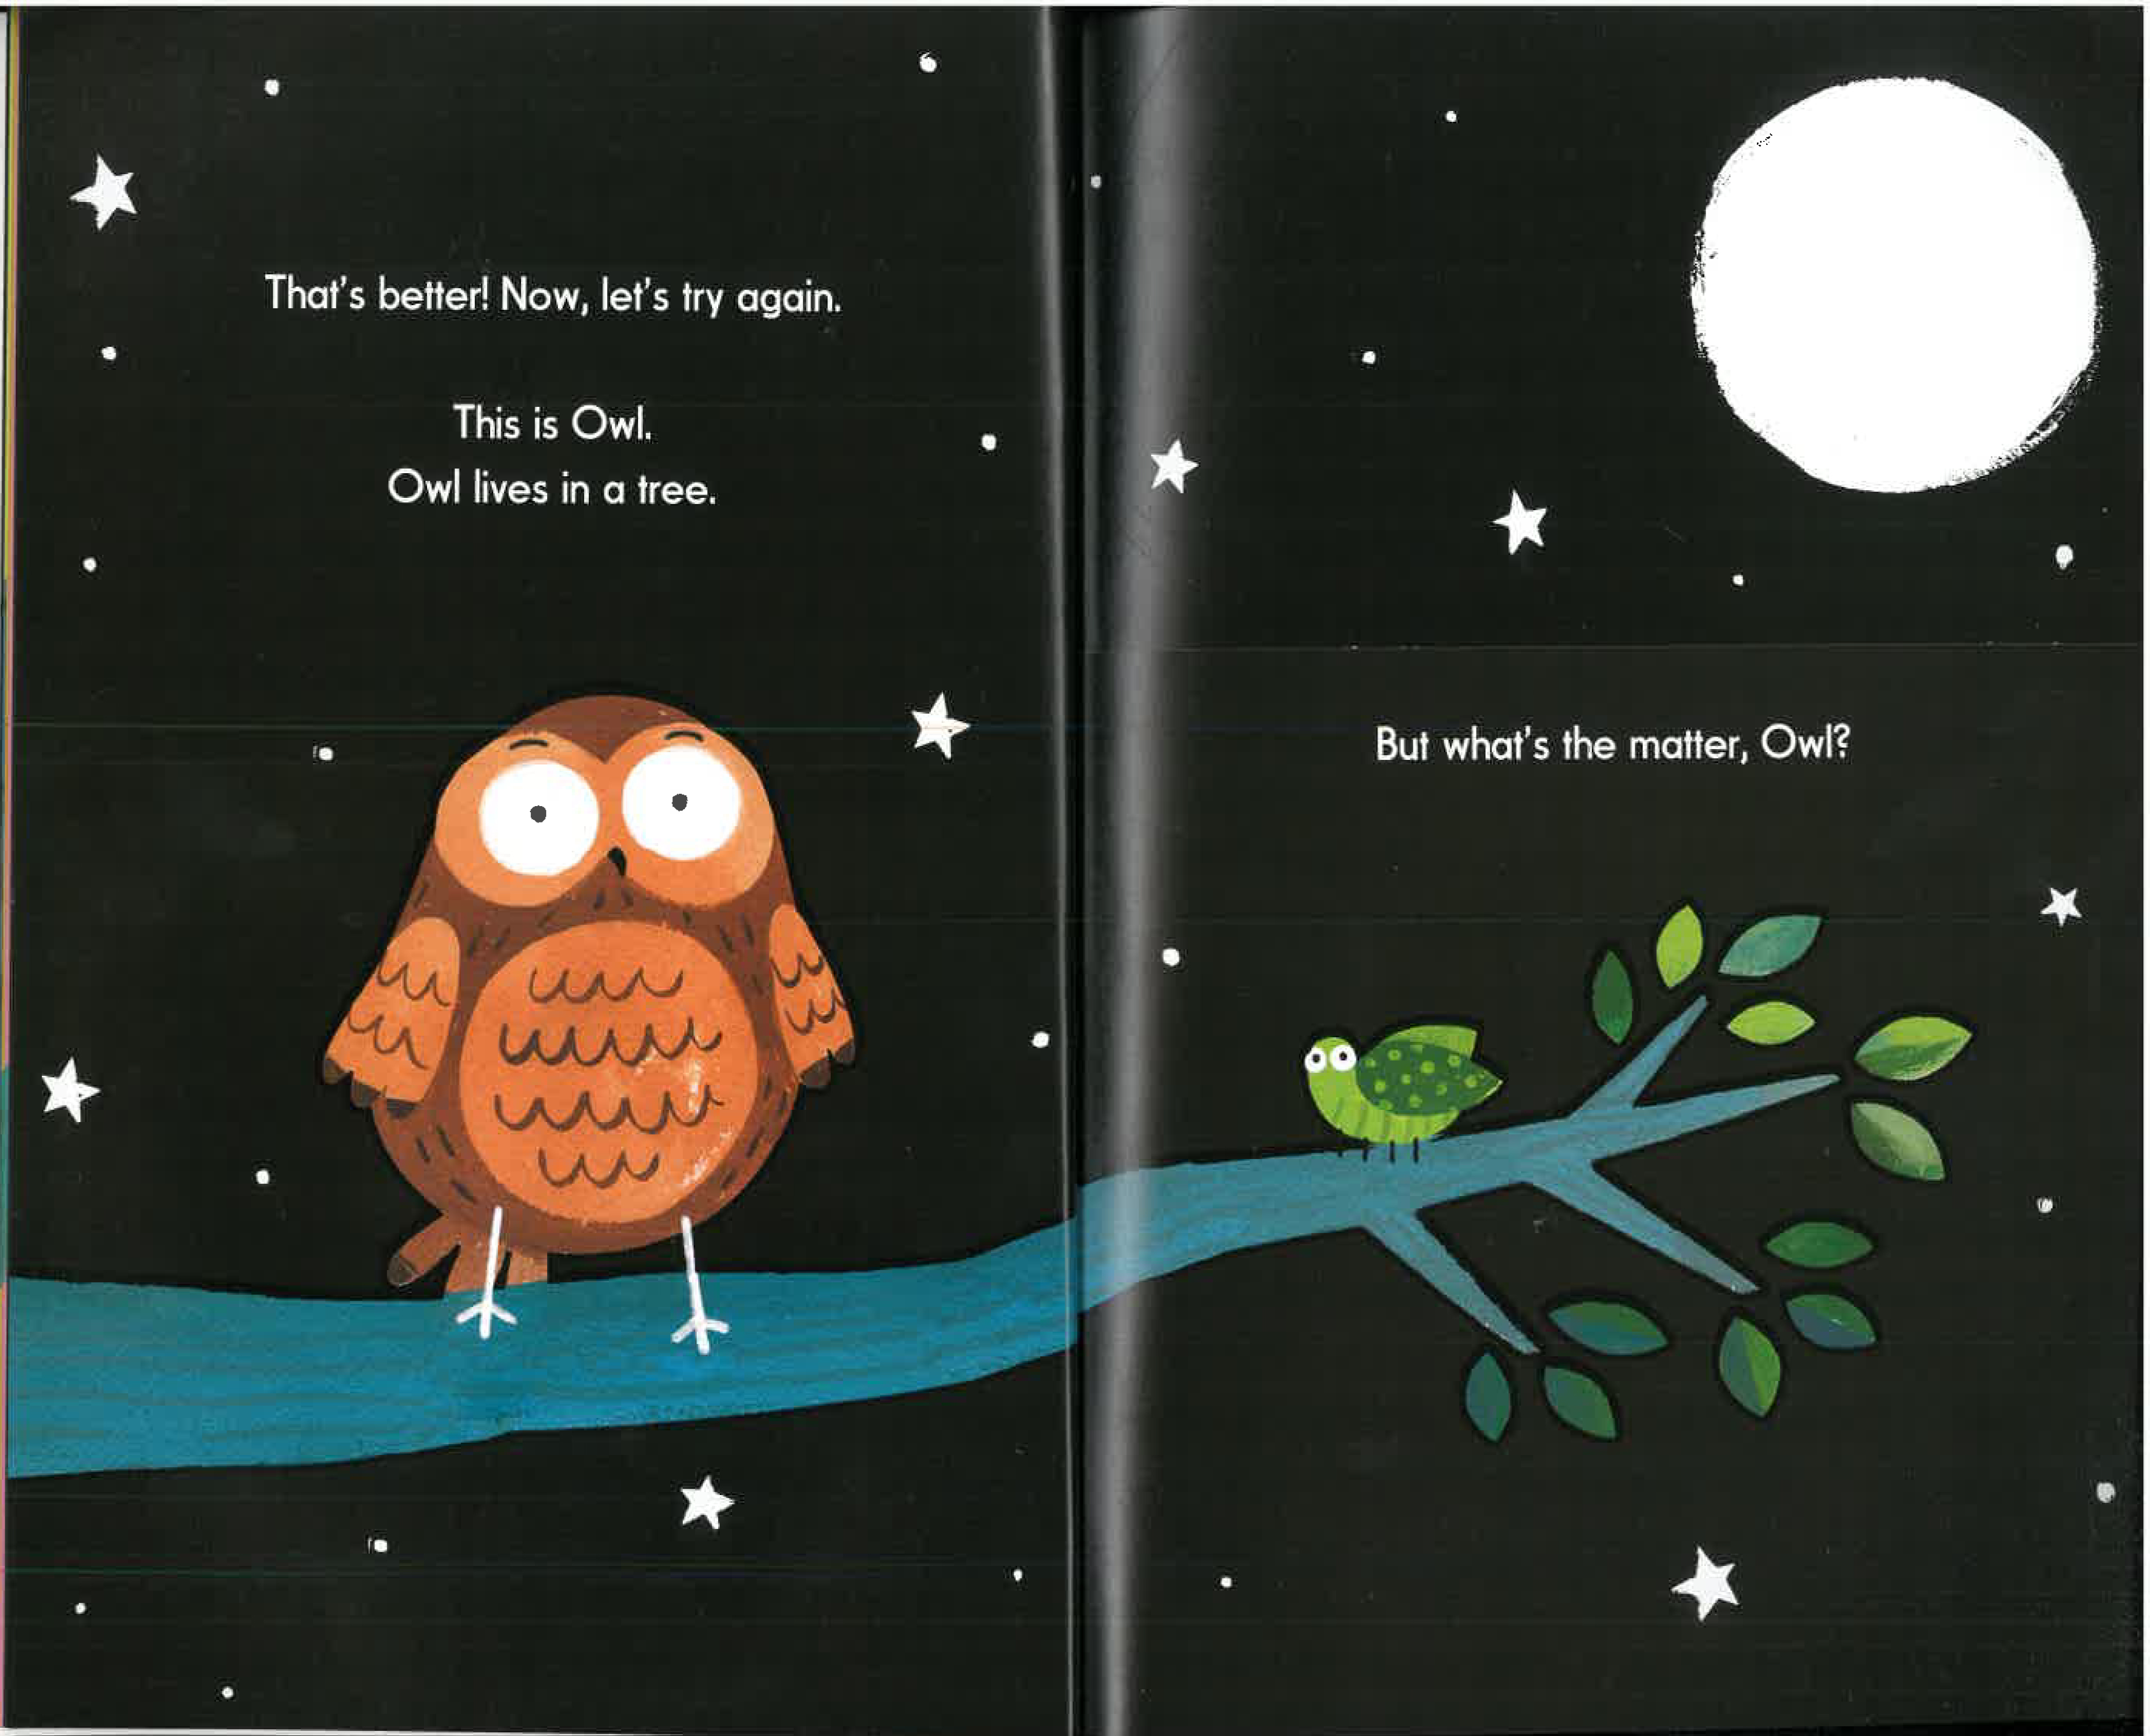 That's better! Now, let's try again.
This is Owl.
Owl lives in a tree.
But what's the matter, Owl?